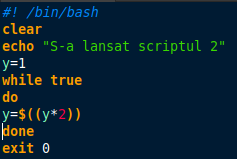 #! /bin/bash
clear
echo "S-a lansat scriptul 2"
y=1
while true
do
y=$((y*2))
done
exit 0